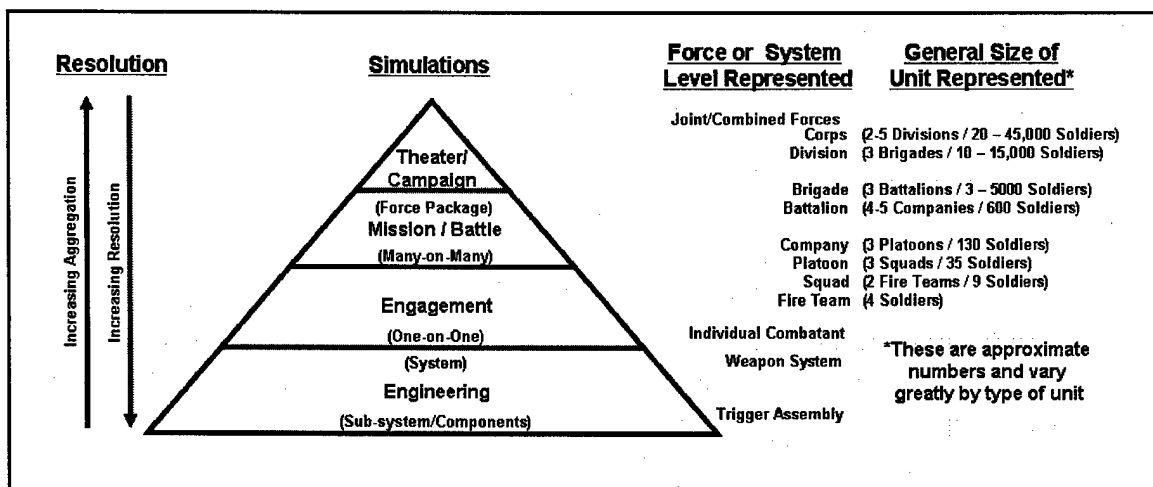 Resolution
Increasing Aggregation
Increasing Resolution
Simulations
Theater/
Campaign
(Force Package)
Mission / Battle
(Many-on-Many)
Engagement
(One-on-One)
(System)
Engineering
(Sub-system/Components)
Force or System
Level Represented
General Size of
Unit Represented*
Joint/Combined Forces
Corps (2-5 Divisions / 20 – 45,000 Soldiers)
Division (3 Brigades / 10 – 15,000 Soldiers)
Brigade (3 Battalions / 3 – 5000 Soldiers)
Battalion (4-5 Companies / 600 Soldiers)
Company (3 Platoons / 130 Soldiers)
Platoon (3 Squads / 35 Soldiers)
Squad (2 Fire Teams / 9 Soldiers)
Fire Team (4 Soldiers)
Individual Combatant
Weapon System
Trigger Assembly
*These are approximate
numbers and vary
greatly by type of unit